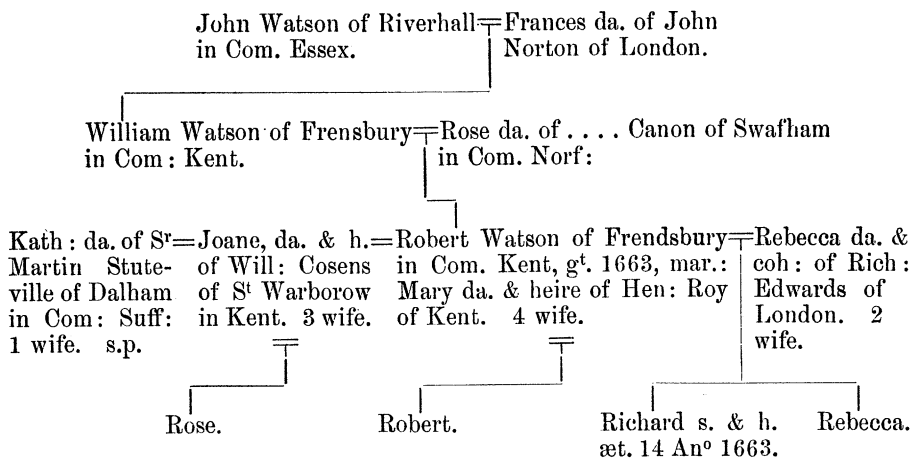 John Watson of Riverhall=Frances da. of John
in Com. Essex. Norton of London.
William Watson of Frensbury=Rose da. of .... Canon of Swafham
in Com: Kent. in Com. Norf:
Kath: da. of Sʳ=Joane, da. & h.=Robert Watson of Frendsbury=Rebecca da. &
Martin Stute- of Will: Cosens in Com. Kent, gᵗ. 1663, mar.: coh: of Rich:
ville of Dalham of Sᵗ Warborow Mary da. & heire of Hen: Roy Edwards of
in Com: Suff: in Kent. 3 wife. of Kent. 4 wife. London. 2
1 wife. s.p. wife.
Rose. Robert. Richard s. & h. Rebecca.
æt. 14 Anº 1663.